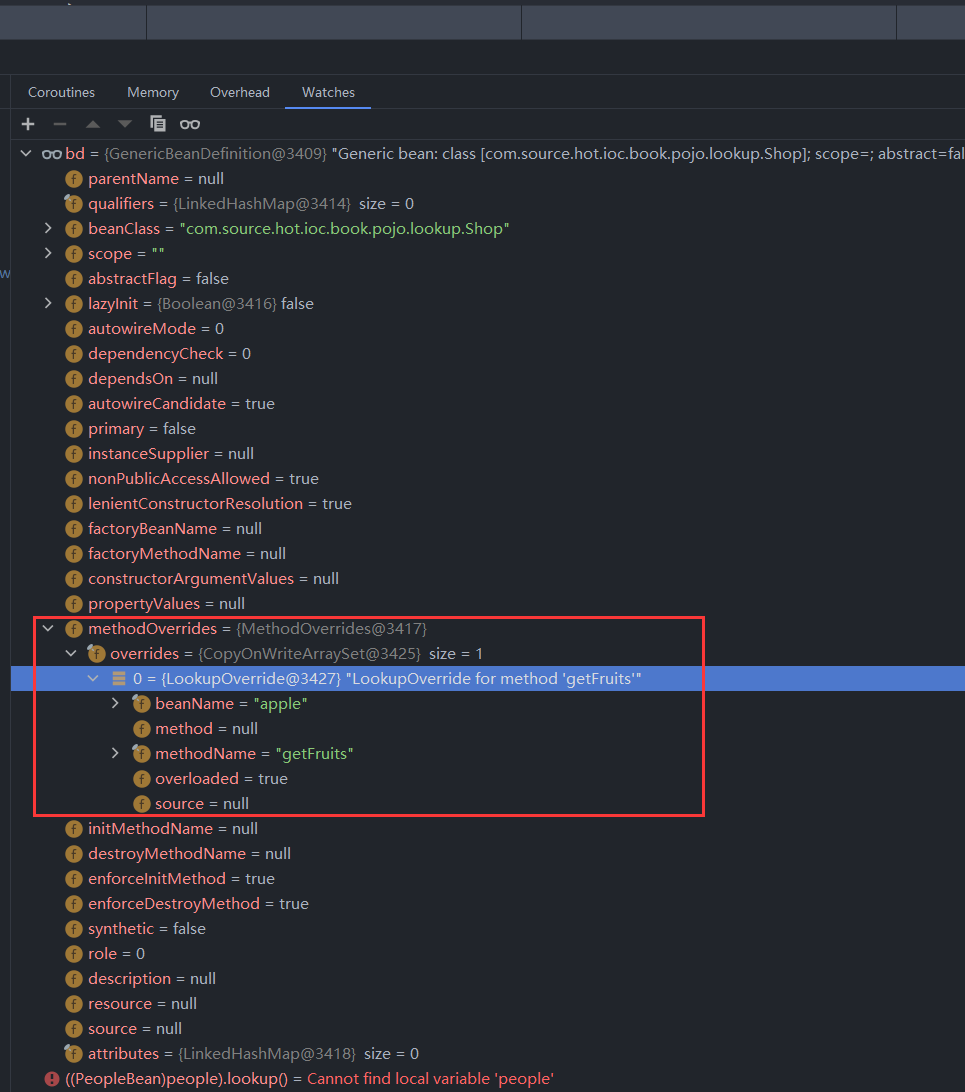 Coroutines Memory Overhead Watches
bd = {GenericBeanDefinition@3409} "Generic bean: class [com.source.hot.ioc.book.pojo.lookup.Shop]; scope=; abstract=fal
parentName = null
qualifiers = {LinkedHashMap@3414} size = 0
beanClass = "com.source.hot.ioc.book.pojo.lookup.Shop"
scope = ""
abstractFlag = false
lazyInit = {Boolean@3416} false
autowireMode = 0
dependencyCheck = 0
dependsOn = null
autowireCandidate = true
primary = false
instanceSupplier = null
nonPublicAccessAllowed = true
lenientConstructorResolution = true
factoryBeanName = null
factoryMethodName = null
constructorArgumentValues = null
propertyValues = null
methodOverrides = {MethodOverrides@3417}
overrides = {CopyOnWriteArraySet@3425} size = 1
0 = {LookupOverride@3427} "LookupOverride for method 'getFruits'"
beanName = "apple"
method = null
methodName = "getFruits"
overloaded = true
source = null
initMethodName = null
destroyMethodName = null
enforceInitMethod = true
enforceDestroyMethod = true
synthetic = false
role = 0
description = null
resource = null
source = null
attributes = {LinkedHashMap@3418} size = 0
((PeopleBean)people).lookup() = Cannot find local variable 'people'